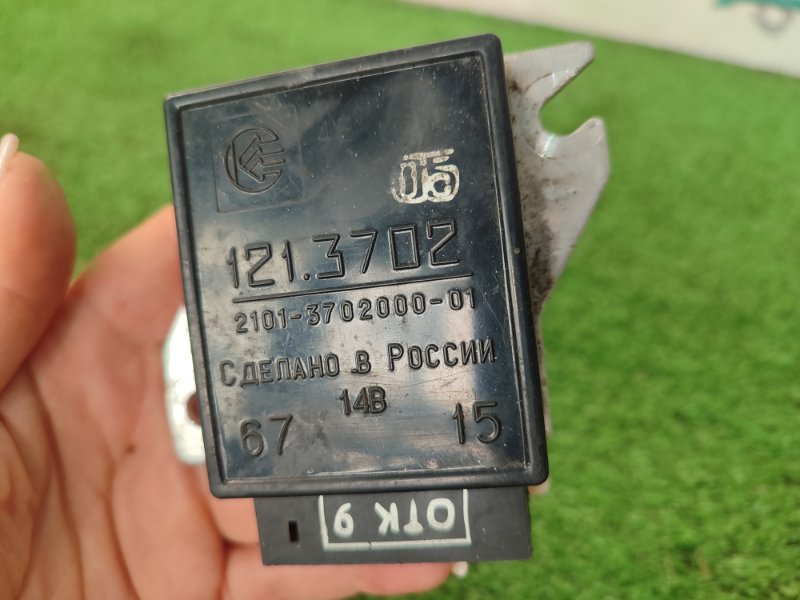 121.3702
2101-3702000-01
Сделано в России
14В
67 15
ОТК 9